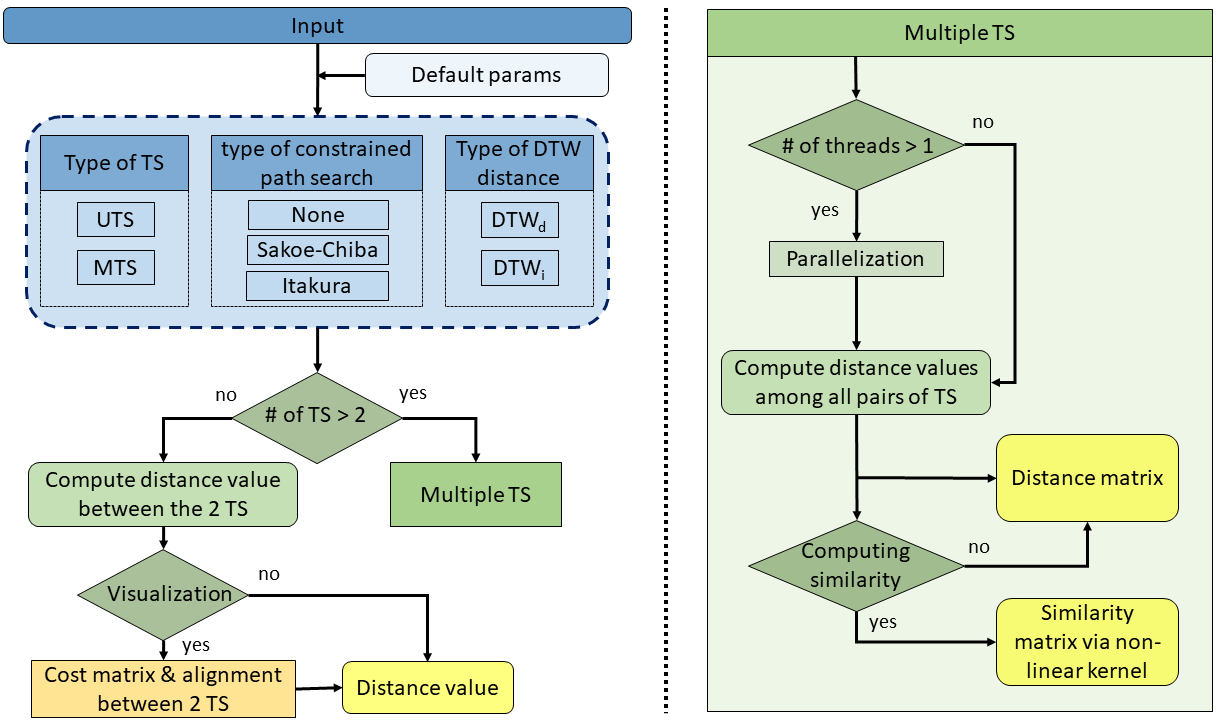 Input
Default params
Type of TS
UTS
MTS
type of constrained
path search
None
Sakoe-Chiba
Itakura
Type of DTW
distance
DTWd
DTWi
# of TS > 2
no
yes
Compute distance value
between the 2 TS
Multiple TS
Visualization
no
yes
Cost matrix & alignment
between 2 TS
Distance value
Multiple TS
# of threads > 1
no
yes
Parallelization
Compute distance values
among all pairs of TS
Distance matrix
Computing
similarity
no
yes
Similarity
matrix via non-
linear kernel